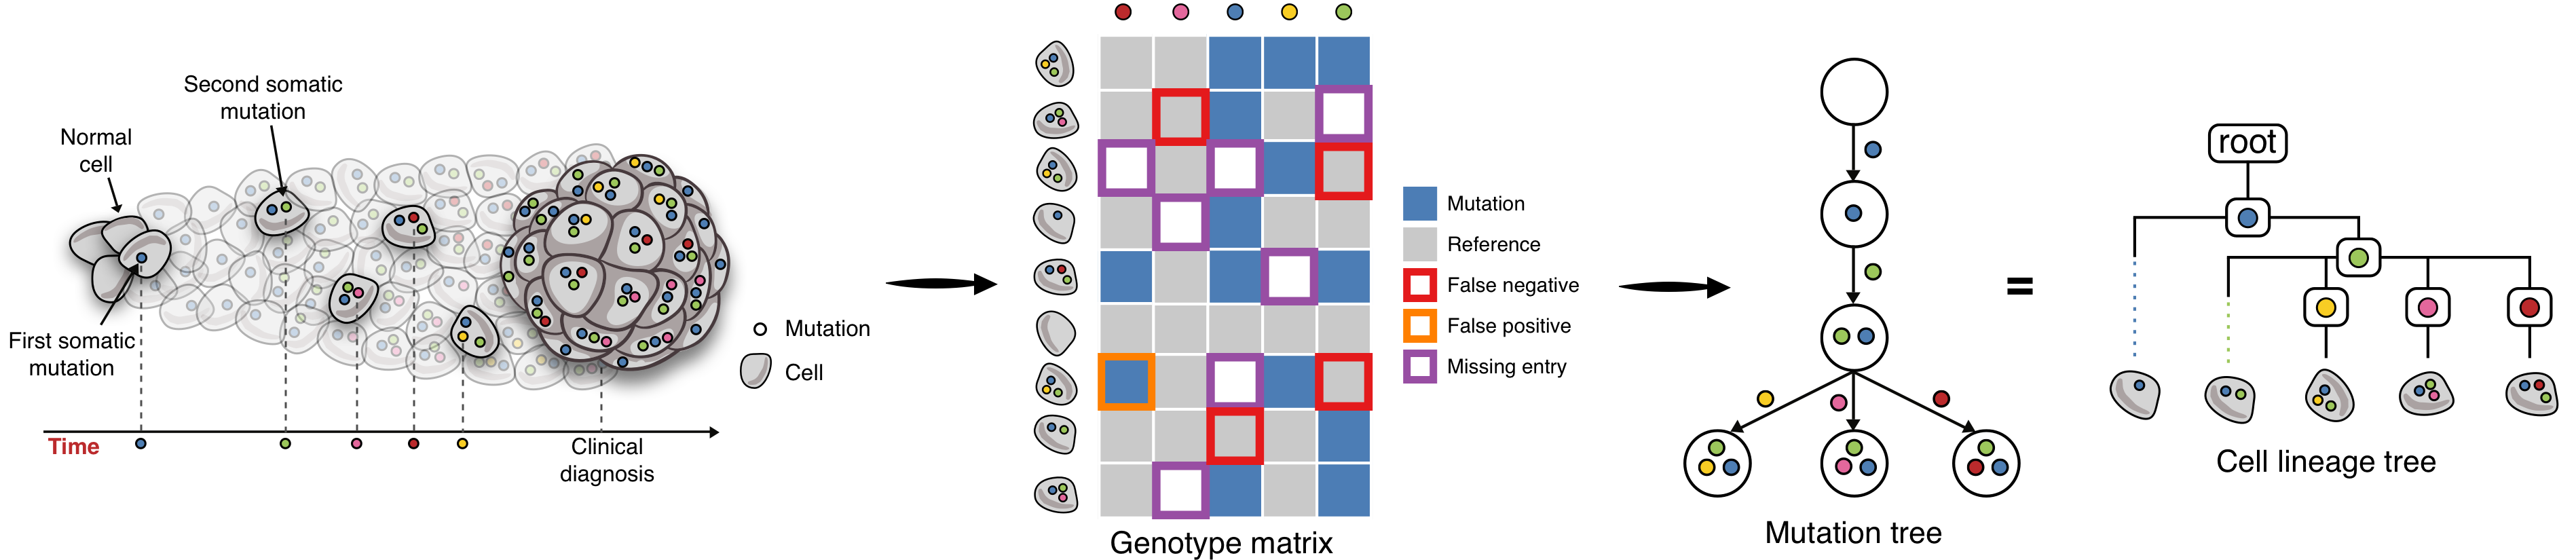 Second somatic
mutation
Normal
cell
First somatic
mutation
Time
Clinical
diagnosis
Mutation
Cell
Genotype matrix
Mutation
Reference
False negative
False positive
Missing entry
Mutation tree
=
root
Cell lineage tree